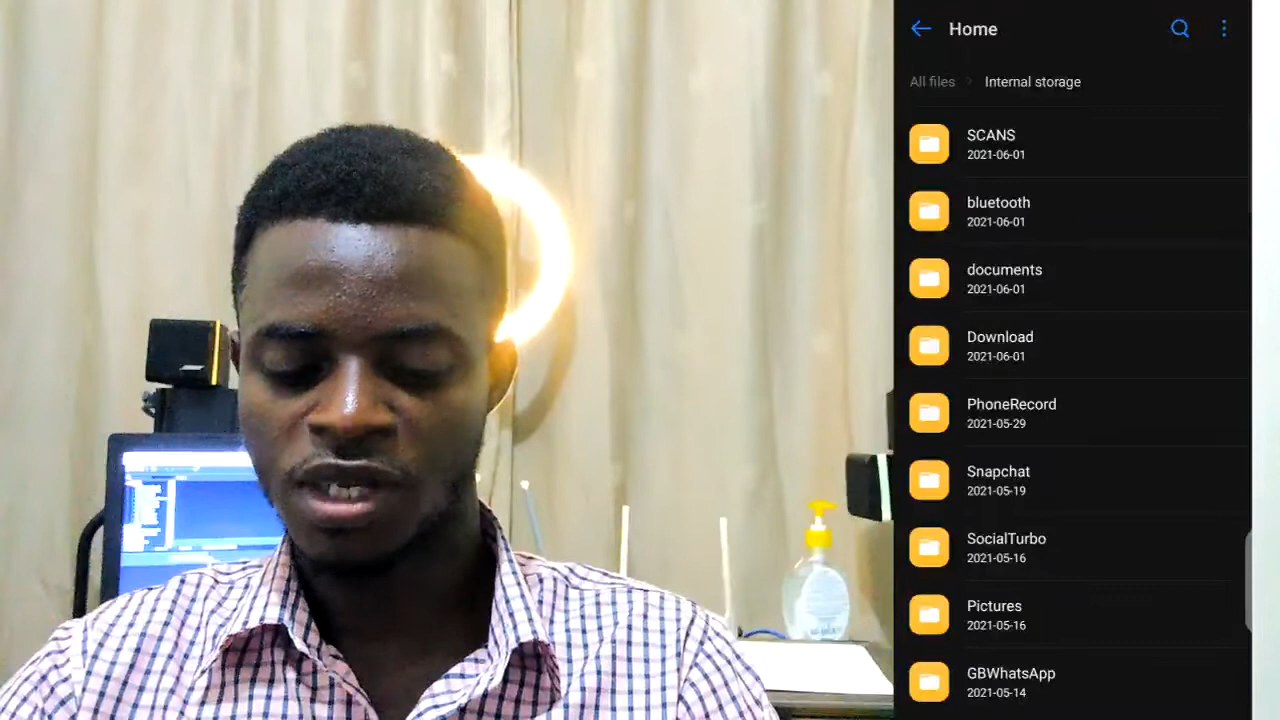 Home
All files > Internal storage
SCANS
2021-06-01
bluetooth
2021-06-01
documents
2021-06-01
Download
2021-06-01
PhoneRecord
2021-05-29
Snapchat
2021-05-19
SocialTurbo
2021-05-16
Pictures
2021-05-16
GBWhatsApp
2021-05-14